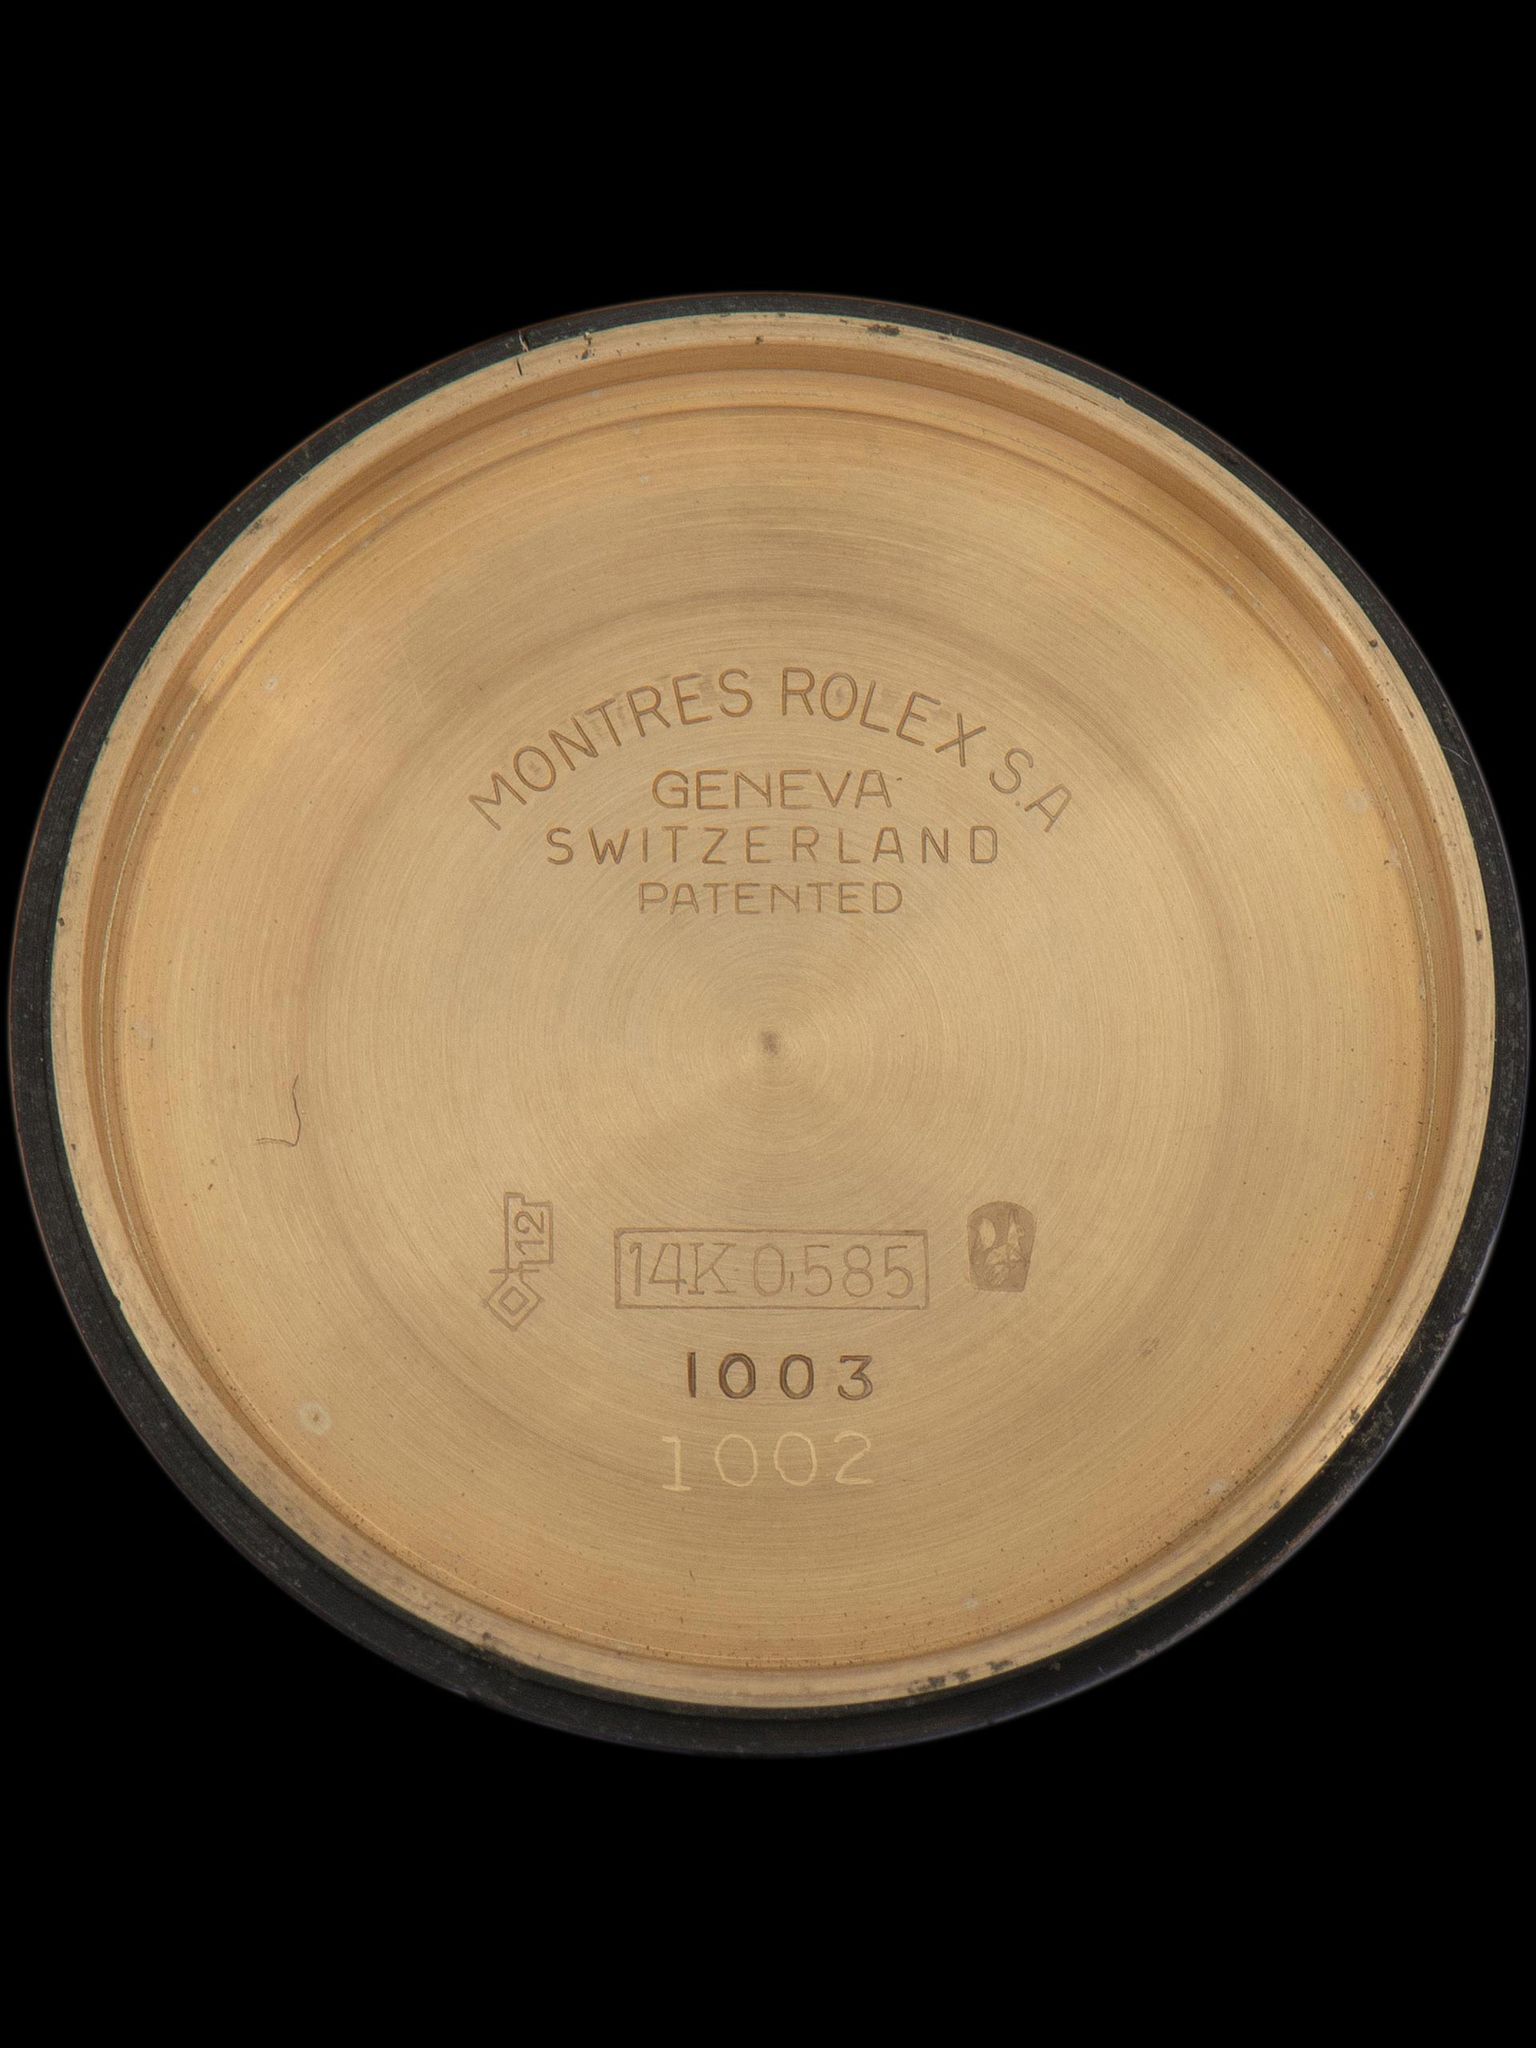 MONTRES ROLEX S.A
GENEVA
SWITZERLAND
PATENTED
12
14K 0,585
1003
1002